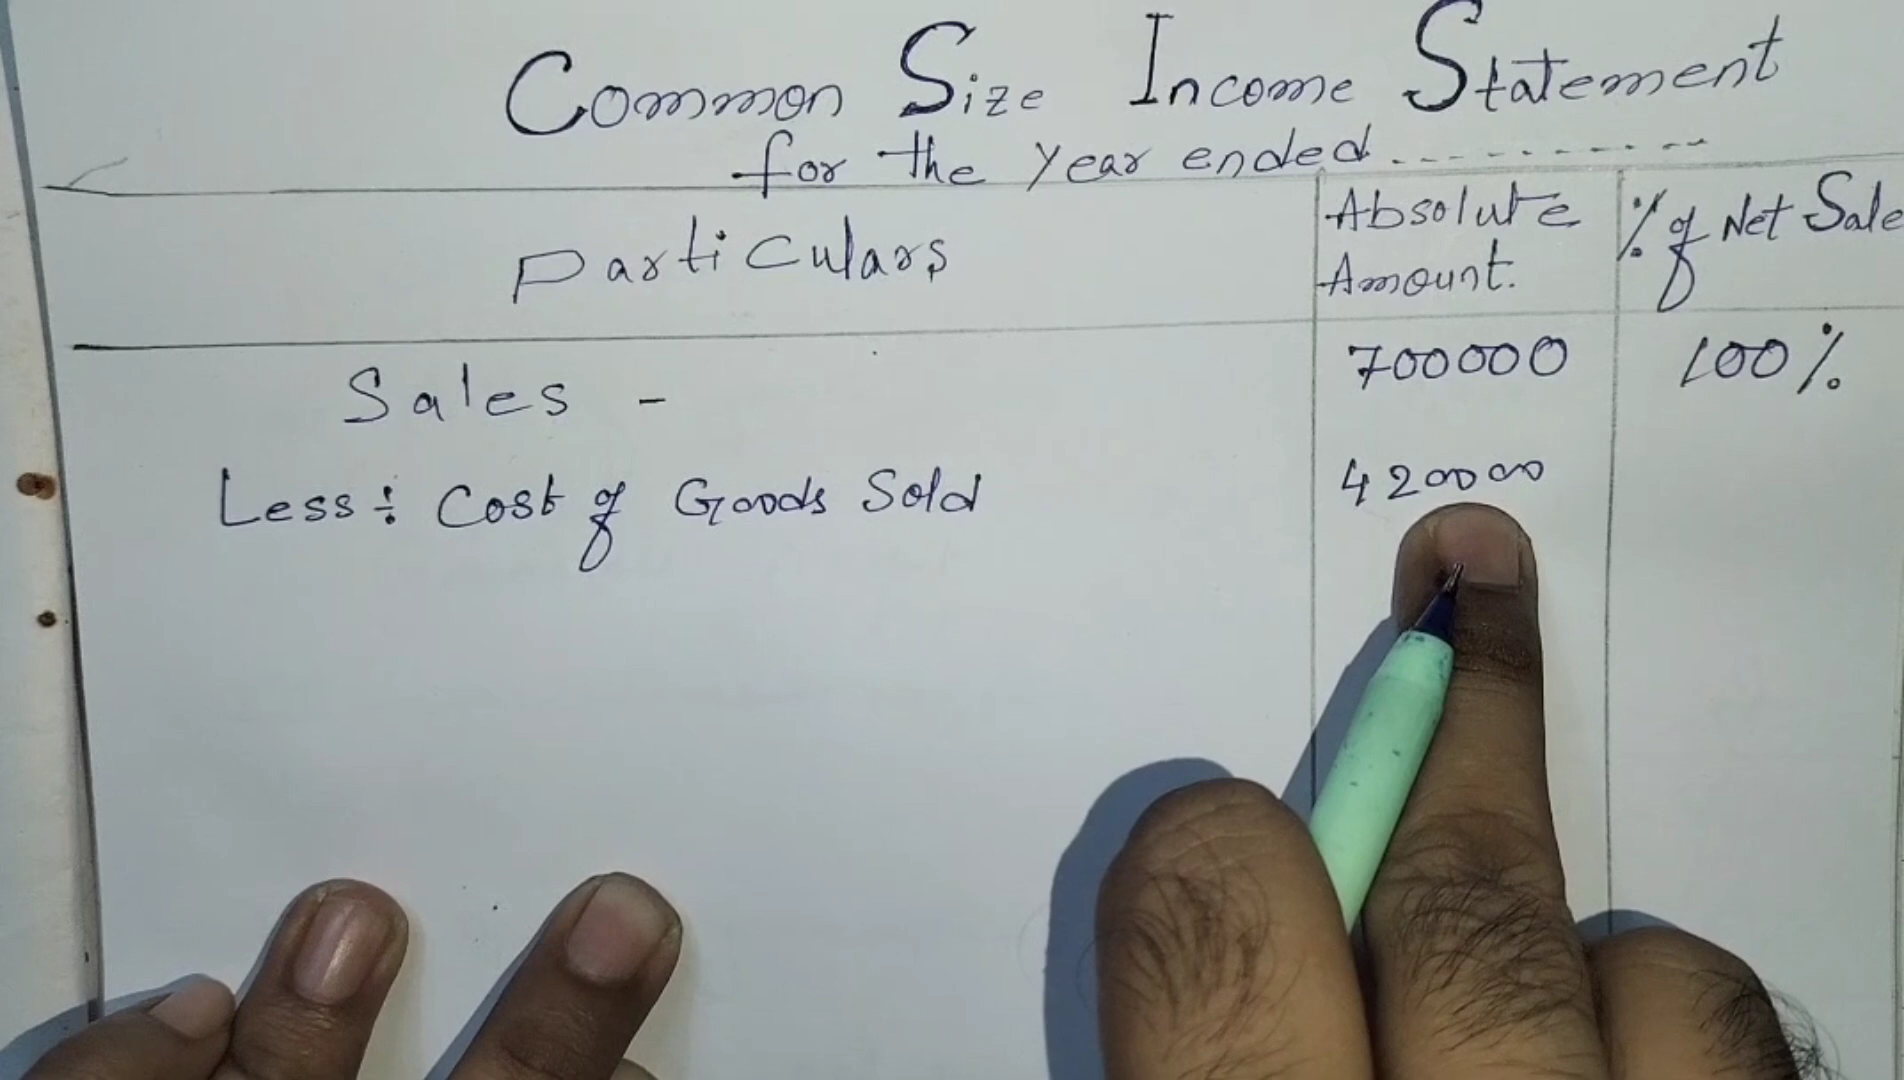 Common Size Income Statement
for the Year ended..........
Particulars Absolute Amount. % of Net Sale
Sales - 700000 100%
Less: Cost of Goods Sold 420000